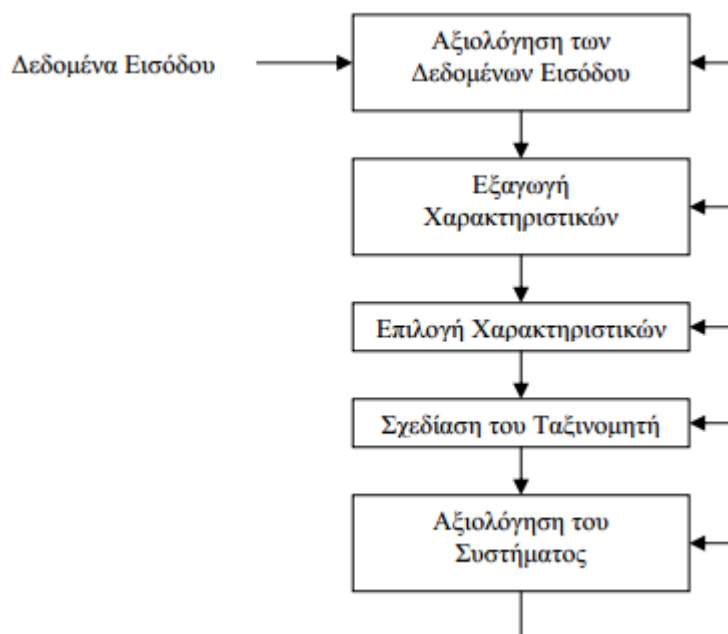 Δεδομένα Εισόδου
Αξιολόγηση των
Δεδομένων Εισόδου
Εξαγωγή
Χαρακτηριστικών
Επιλογή Χαρακτηριστικών
Σχεδίαση του Ταξινομητή
Αξιολόγηση του
Συστήματος